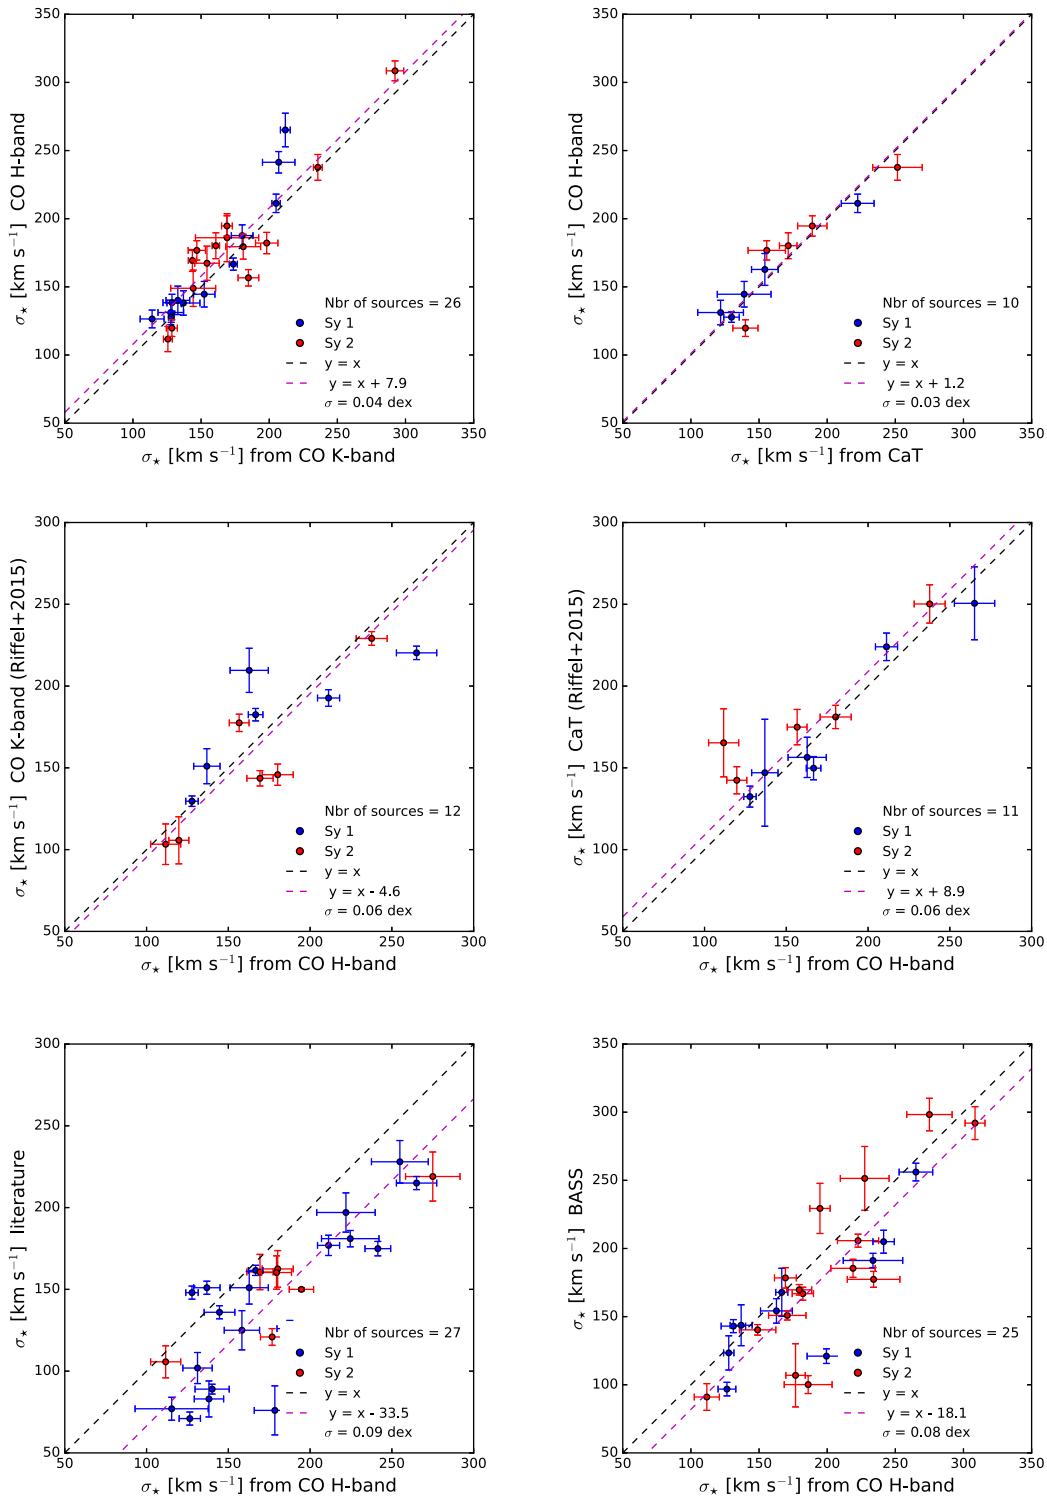 350
300
250
200
150
100
50
σ⋆ [km s⁻¹] CO H-band
Nbr of sources = 26
Sy 1
Sy 2
y = x
y = x + 7.9
σ = 0.04 dex
50 100 150 200 250 300 350
σ⋆ [km s⁻¹] from CO K-band
350
300
250
200
150
100
50
σ⋆ [km s⁻¹] CO H-band
Nbr of sources = 10
Sy 1
Sy 2
y = x
y = x + 1.2
σ = 0.03 dex
50 100 150 200 250 300 350
σ⋆ [km s⁻¹] from CaT
300
250
200
150
100
50
σ⋆ [km s⁻¹] CO K-band (Riffel+2015)
Nbr of sources = 12
Sy 1
Sy 2
y = x
y = x - 4.6
σ = 0.06 dex
50 100 150 200 250 300
σ⋆ [km s⁻¹] from CO H-band
300
250
200
150
100
50
σ⋆ [km s⁻¹] CaT (Riffel+2015)
Nbr of sources = 11
Sy 1
Sy 2
y = x
y = x + 8.9
σ = 0.06 dex
50 100 150 200 250 300
σ⋆ [km s⁻¹] from CO H-band
300
250
200
150
100
50
σ⋆ [km s⁻¹] literature
Nbr of sources = 27
Sy 1
Sy 2
y = x
y = x - 33.5
σ = 0.09 dex
50 100 150 200 250 300
σ⋆ [km s⁻¹] from CO H-band
350
300
250
200
150
100
50
σ⋆ [km s⁻¹] BASS
Nbr of sources = 25
Sy 1
Sy 2
y = x
y = x - 18.1
σ = 0.08 dex
50 100 150 200 250 300 350
σ⋆ [km s⁻¹] from CO H-band